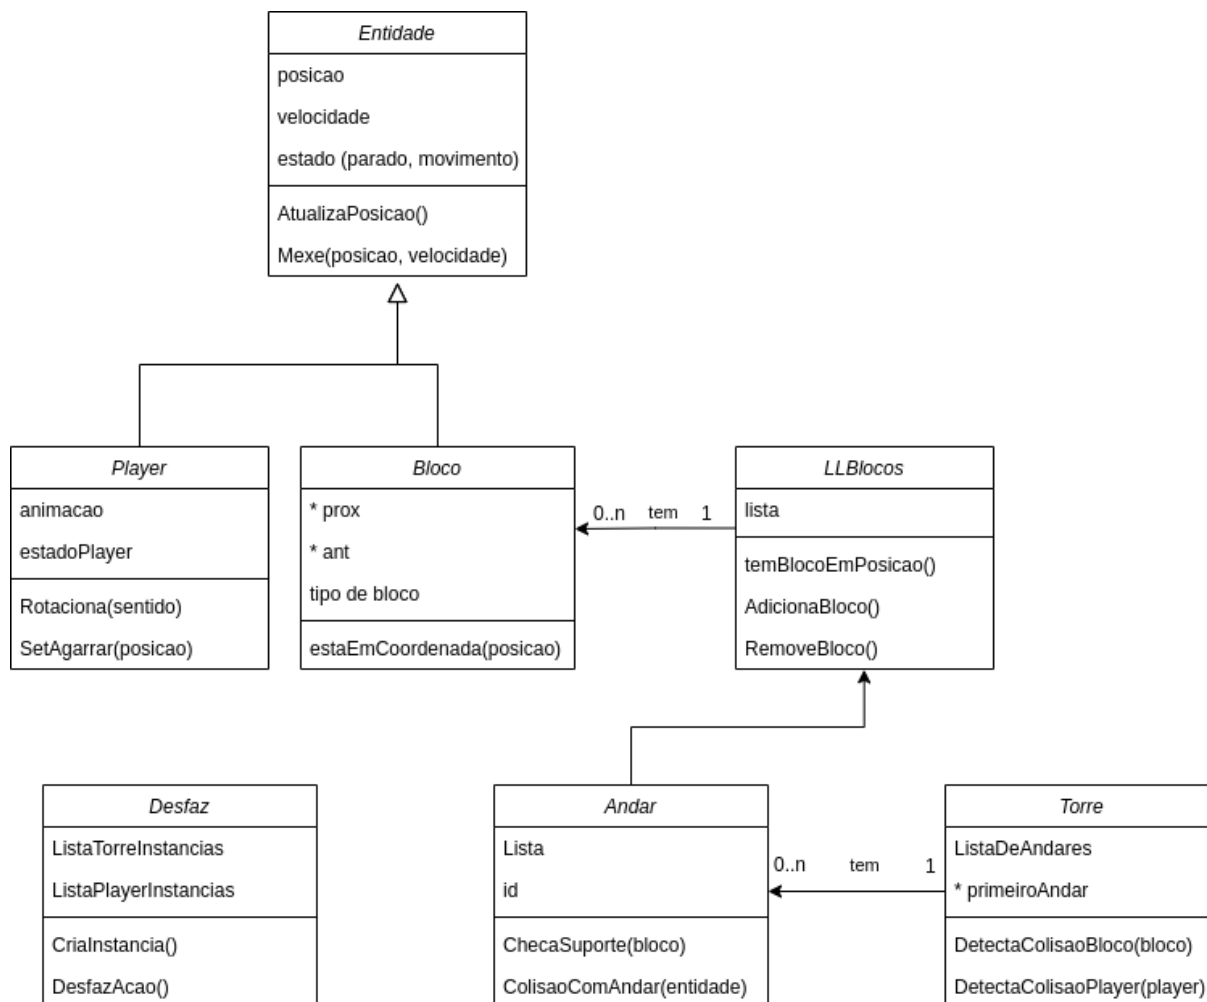 Entidade
posicao
velocidade
estado (parado, movimento)
AtualizaPosicao()
Mexe(posicao, velocidade)
Player
animacao
estadoPlayer
Rotaciona(sentido)
SetAgarrar(posicao)
Bloco
* prox
* ant
tipo de bloco
estaEmCoordenada(posicao)
0..n tem 1
LLBlocos
lista
temBlocoEmPosicao()
AdicionaBloco()
RemoveBloco()
Desfaz
ListaTorreInstancias
ListaPlayerInstancias
CriaInstancia()
DesfazAcao()
Andar
Lista
id
ChecaSuporte(bloco)
ColisaoComAndar(entidade)
0..n tem 1
Torre
ListaDeAndares
* primeiroAndar
DetectaColisaoBloco(bloco)
DetectaColisaoPlayer(player)